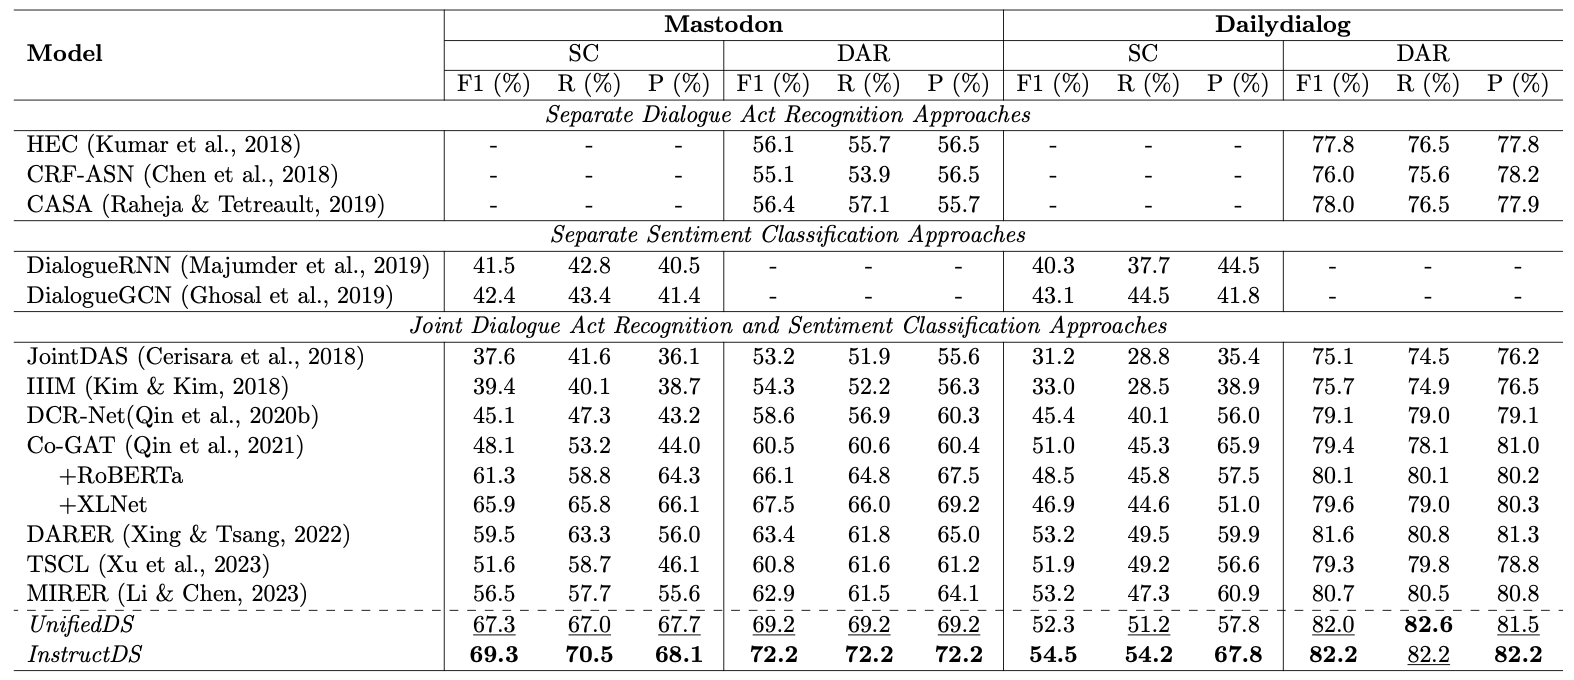 Mastodon Dailydialog
Model SC DAR SC DAR
F1 (%) R (%) P (%) F1 (%) R (%) P (%) F1 (%) R (%) P (%) F1 (%) R (%) P (%)
Separate Dialogue Act Recognition Approaches
HEC (Kumar et al., 2018) - - - 56.1 55.7 56.5 - - - 77.8 76.5 77.8
CRF-ASN (Chen et al., 2018) - - - 55.1 53.9 56.5 - - - 76.0 75.6 78.2
CASA (Raheja & Tetreault, 2019) - - - 56.4 57.1 55.7 - - - 78.0 76.5 77.9
Separate Sentiment Classification Approaches
DialogueRNN (Majumder et al., 2019) 41.5 42.8 40.5 - - - 40.3 37.7 44.5 - - -
DialogueGCN (Ghosal et al., 2019) 42.4 43.4 41.4 - - - 43.1 44.5 41.8 - - -
Joint Dialogue Act Recognition and Sentiment Classification Approaches
JointDAS (Cerisara et al., 2018) 37.6 41.6 36.1 53.2 51.9 55.6 31.2 28.8 35.4 75.1 74.5 76.2
IIIM (Kim & Kim, 2018) 39.4 40.1 38.7 54.3 52.2 56.3 33.0 28.5 38.9 75.7 74.9 76.5
DCR-Net(Qin et al., 2020b) 45.1 47.3 43.2 58.6 56.9 60.3 45.4 40.1 56.0 79.1 79.0 79.1
Co-GAT (Qin et al., 2021) 48.1 53.2 44.0 60.5 60.6 60.4 51.0 45.3 65.9 79.4 78.1 81.0
+RoBERTa 61.3 58.8 64.3 66.1 64.8 67.5 48.5 45.8 57.5 80.1 80.1 80.2
+XLNet 65.9 65.8 66.1 67.5 66.0 69.2 46.9 44.6 51.0 79.6 79.0 80.3
DARER (Xing & Tsang, 2022) 59.5 63.3 56.0 63.4 61.8 65.0 53.2 49.5 59.9 81.6 80.8 81.3
TSCL (Xu et al., 2023) 51.6 58.7 46.1 60.8 61.6 61.2 51.9 49.2 56.6 79.3 79.8 78.8
MIRER (Li & Chen, 2023) 56.5 57.7 55.6 62.9 61.5 64.1 53.2 47.3 60.9 80.7 80.5 80.8
UnifiedDS 67.3 67.0 67.7 69.2 69.2 69.2 52.3 51.2 57.8 82.0 82.6 81.5
InstructDS 69.3 70.5 68.1 72.2 72.2 72.2 54.5 54.2 67.8 82.2 82.2 82.2